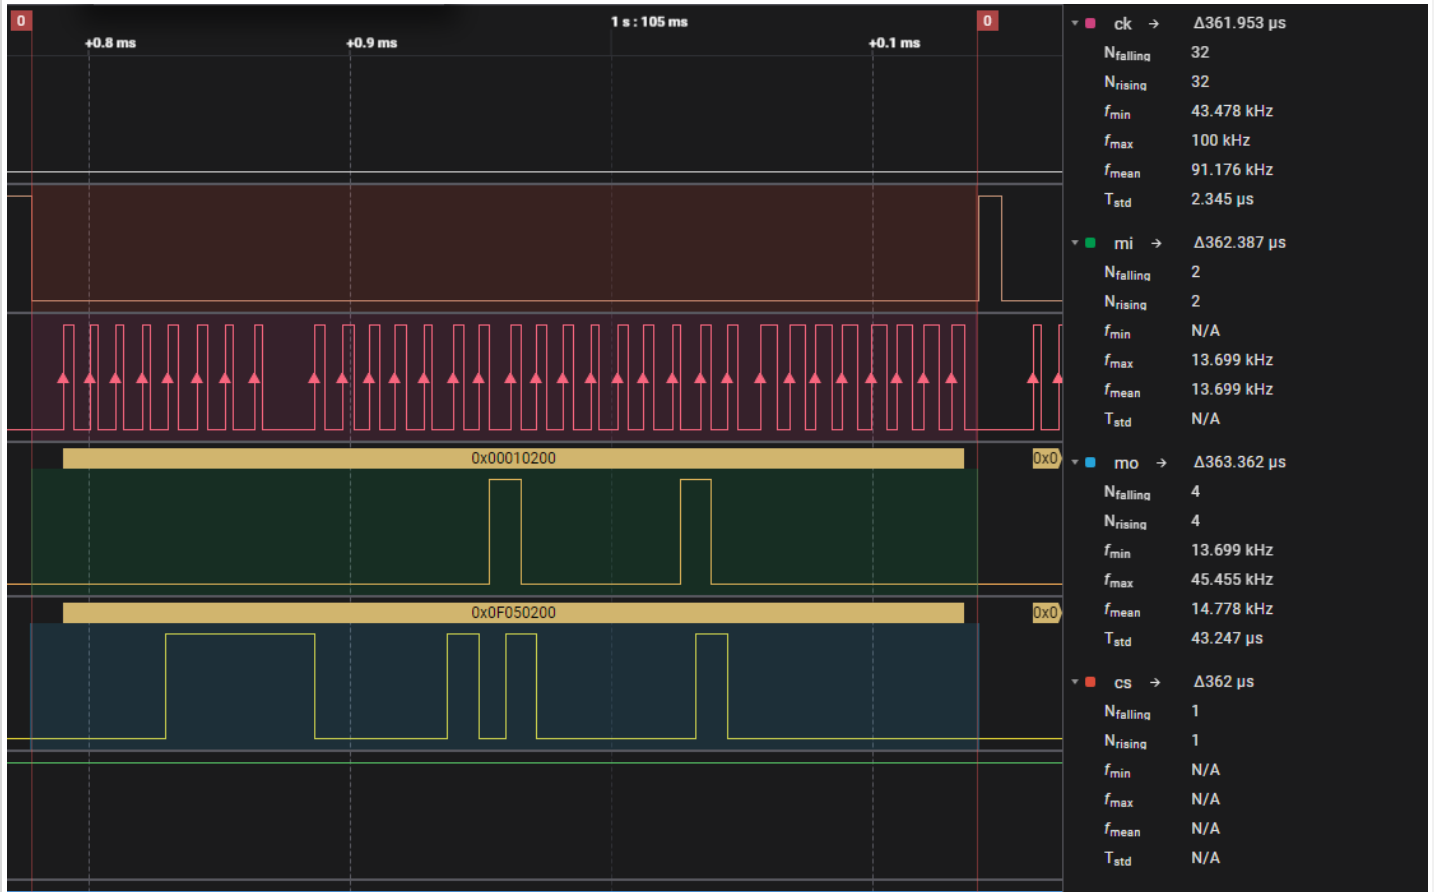 0
1 s : 105 ms
0
+0.8 ms
+0.9 ms
+0.1 ms
0x00010200
0x0
0x0F050200
0x0
ck → Δ361.953 µs
Nfalling 32
Nrising 32
fmin 43.478 kHz
fmax 100 kHz
fmean 91.176 kHz
Tstd 2.345 µs
mi → Δ362.387 µs
Nfalling 2
Nrising 2
fmin N/A
fmax 13.699 kHz
fmean 13.699 kHz
Tstd N/A
mo → Δ363.362 µs
Nfalling 4
Nrising 4
fmin 13.699 kHz
fmax 45.455 kHz
fmean 14.778 kHz
Tstd 43.247 µs
cs → Δ362 µs
Nfalling 1
Nrising 1
fmin N/A
fmax N/A
fmean N/A
Tstd N/A